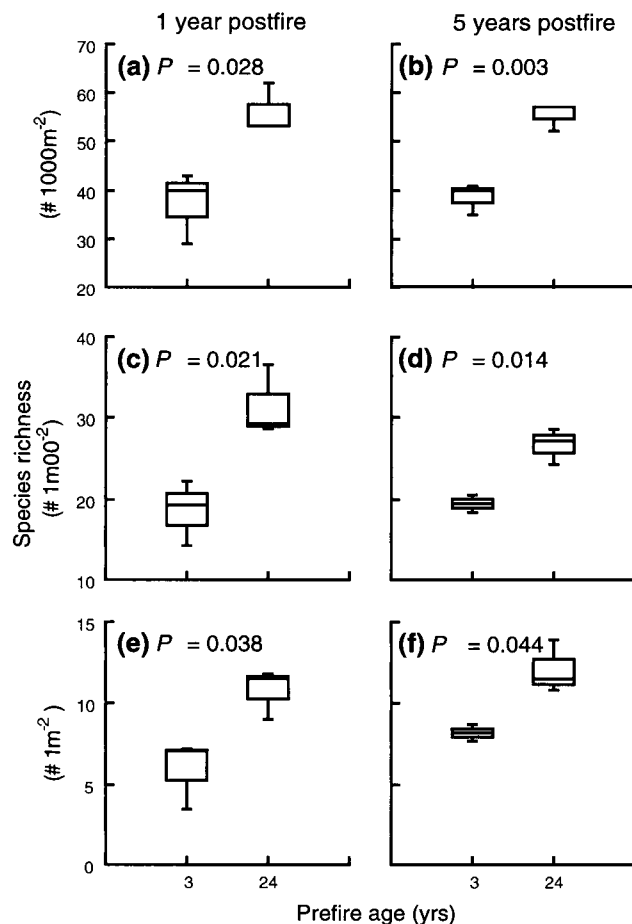 1 year postfire
5 years postfire
(a) P = 0.028
(b) P = 0.003
70
60
50
40
30
20
(# 1000m-2)
(c) P = 0.021
(d) P = 0.014
40
30
20
10
Species richness
(# 1m00-2)
(e) P = 0.038
(f) P = 0.044
15
10
5
0
(# 1m-2)
3 24
3 24
Prefire age (yrs)